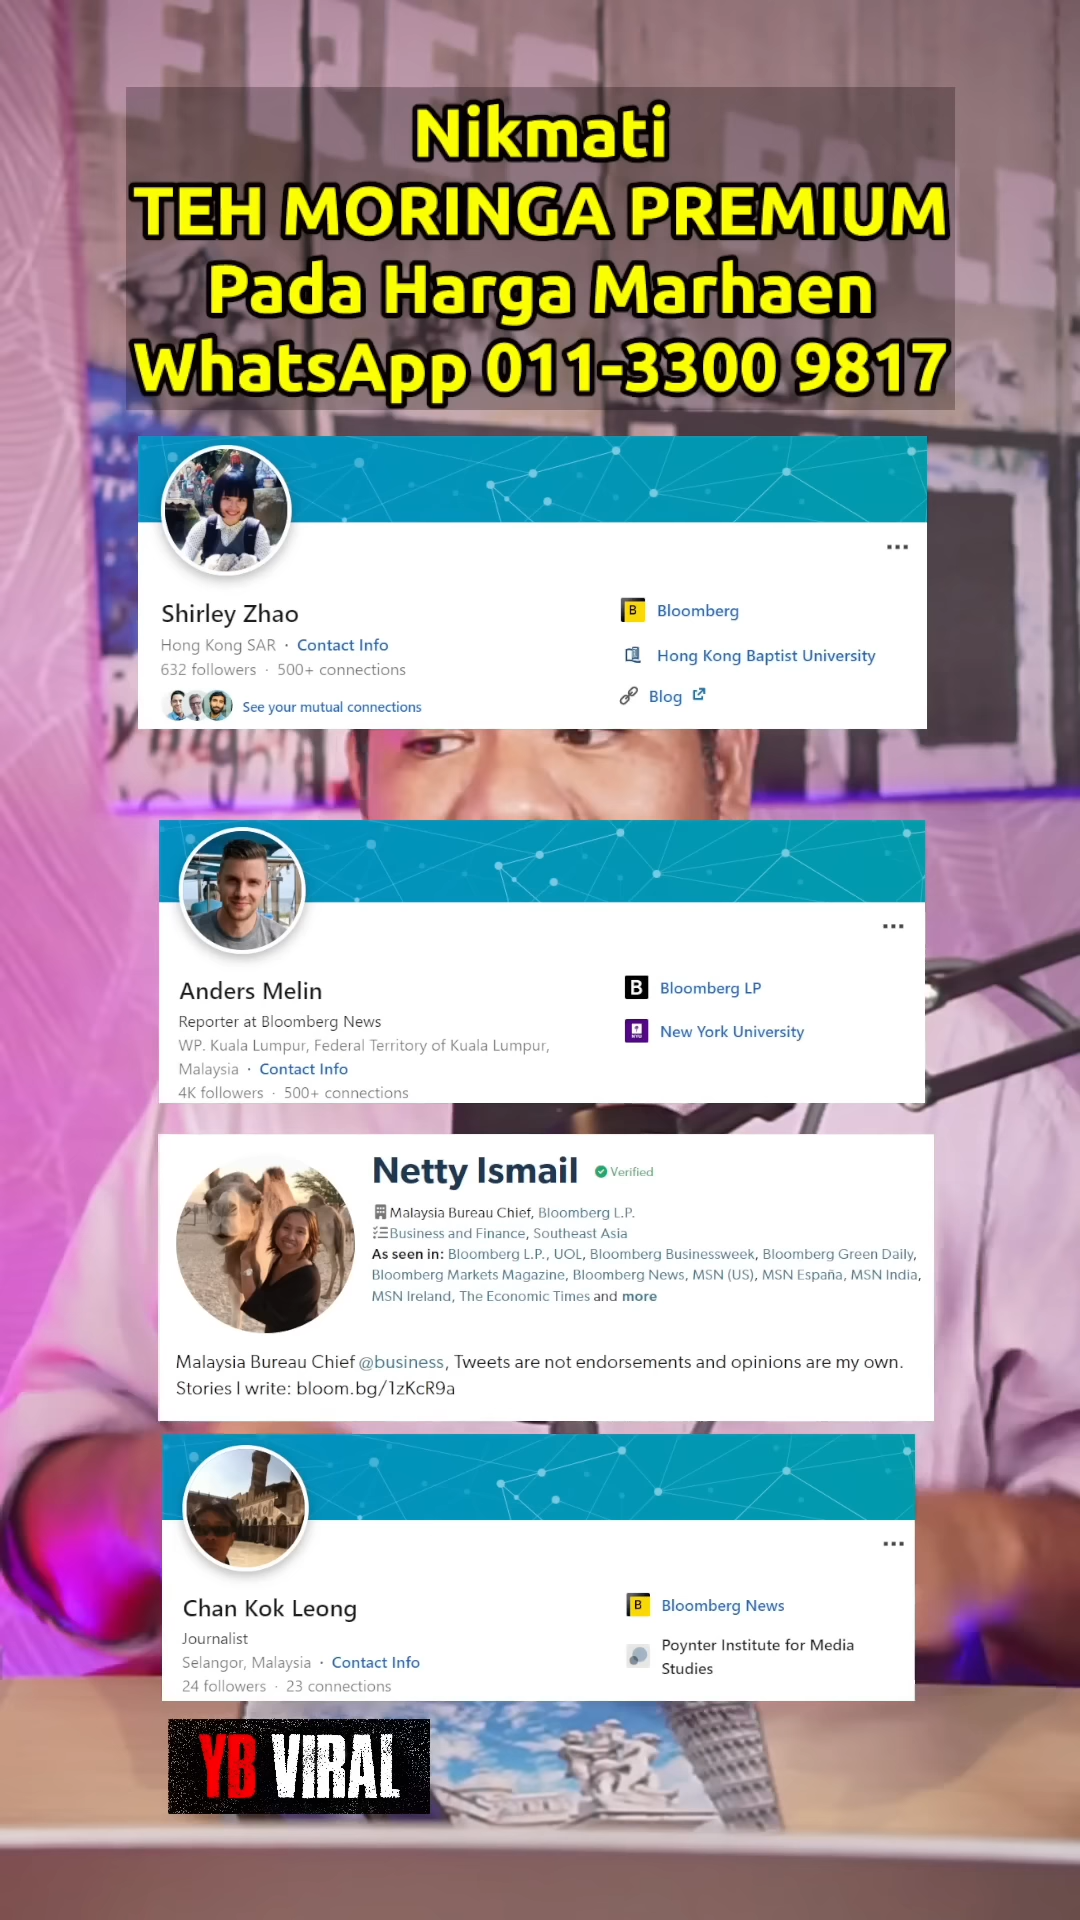 FREE PALE
Nikmati
TEH MORINGA PREMIUM
Pada Harga Marhaen
WhatsApp 011-3300 9817
Shirley Zhao
Hong Kong SAR · Contact Info
632 followers · 500+ connections
See your mutual connections
B Bloomberg
Hong Kong Baptist University
Blog
Anders Melin
Reporter at Bloomberg News
WP. Kuala Lumpur, Federal Territory of Kuala Lumpur,
Malaysia · Contact Info
4K followers · 500+ connections
B Bloomberg LP
New York University
Netty Ismail Verified
Malaysia Bureau Chief, Bloomberg L.P.
Business and Finance, Southeast Asia
As seen in: Bloomberg L.P., UOL, Bloomberg Businessweek, Bloomberg Green Daily,
Bloomberg Markets Magazine, Bloomberg News, MSN (US), MSN España, MSN India,
MSN Ireland, The Economic Times and more
Malaysia Bureau Chief @business, Tweets are not endorsements and opinions are my own.
Stories I write: bloom.bg/1zKcR9a
Chan Kok Leong
Journalist
Selangor, Malaysia · Contact Info
24 followers · 23 connections
B Bloomberg News
Poynter Institute for Media
Studies
YB VIRAL